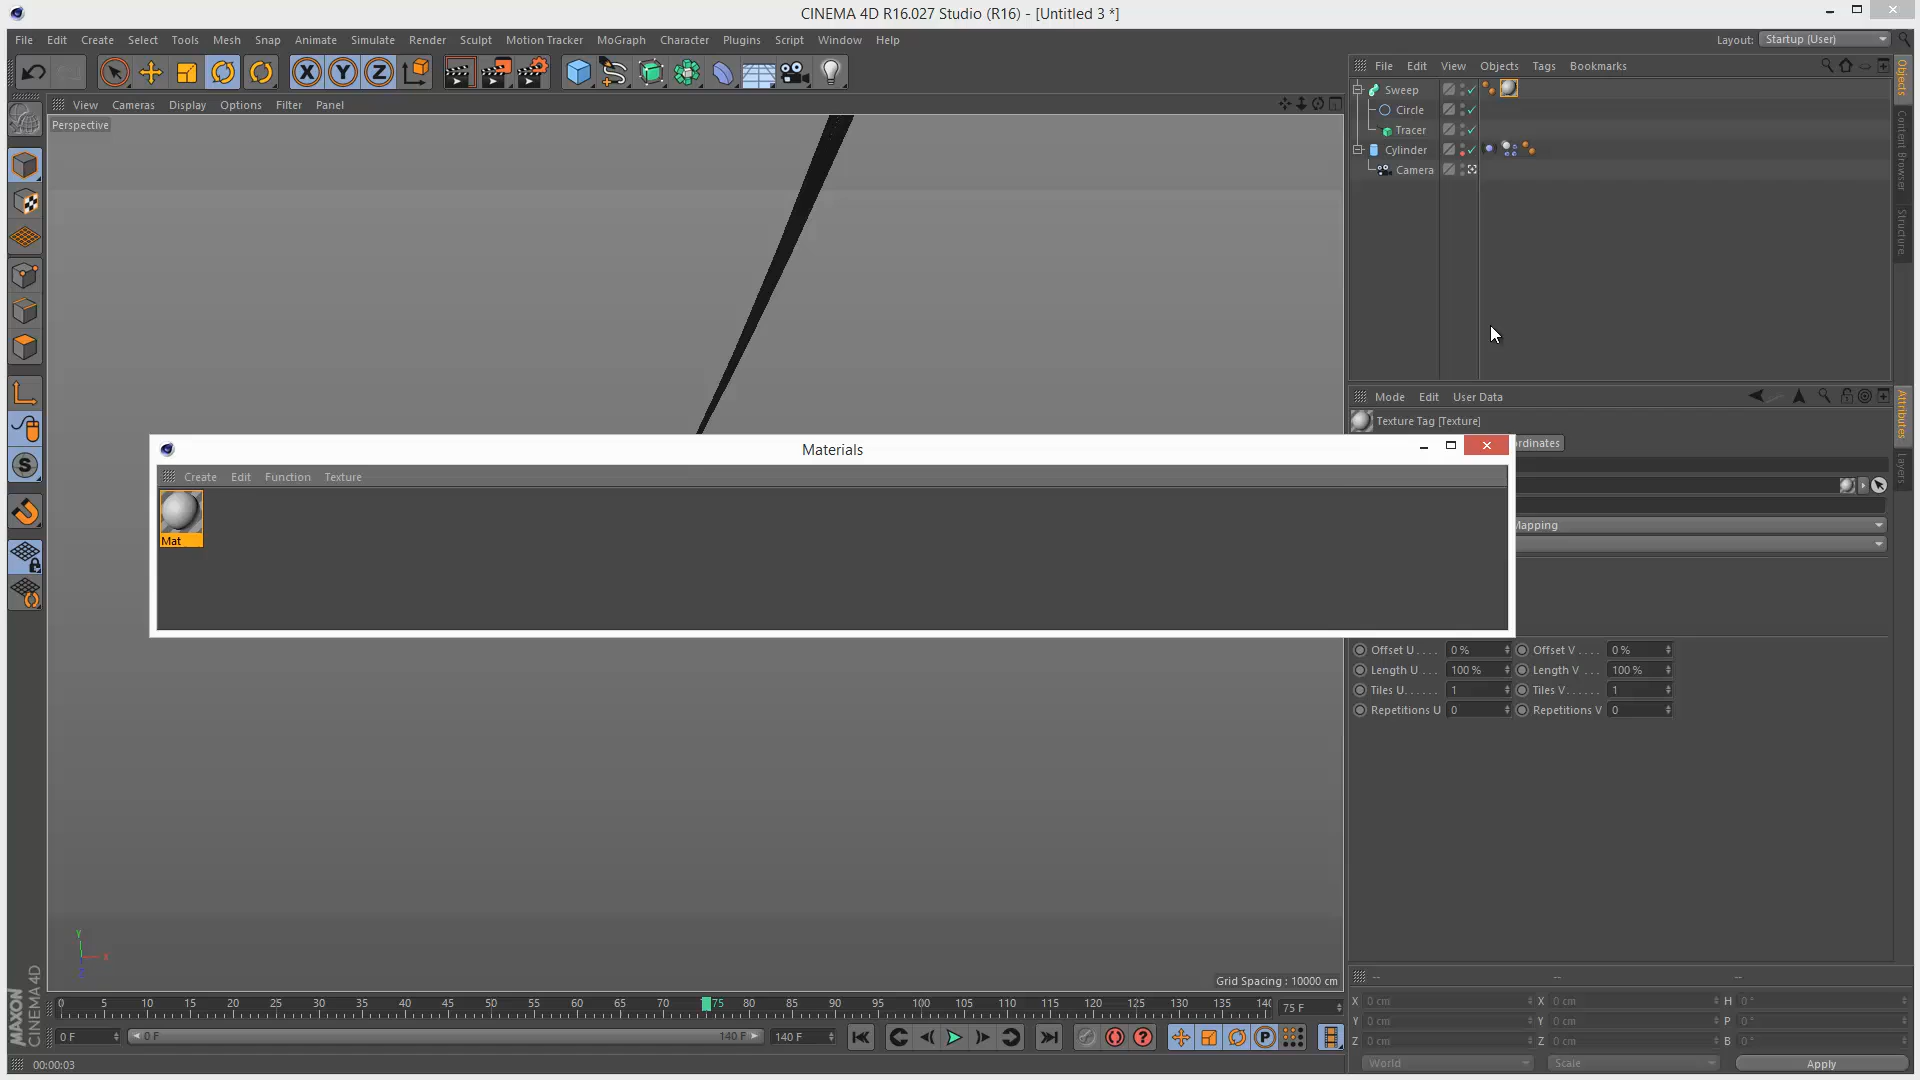 CINEMA 4D R16.027 Studio (R16) - [Untitled 3 *]
File Edit Create Select Tools Mesh Snap Animate Simulate Render Sculpt Motion Tracker MoGraph Character Plugins Script Window Help
Layout: Startup (User)
X Y Z
File Edit View Objects Tags Bookmarks
View Cameras Display Options Filter Panel
Perspective
Sweep
Circle
Tracer
Cylinder
Camera
Objects
Content Browser
Structure
Mode Edit User Data
Texture Tag [Texture]
rdinates
Mapping
Attributes
Layers
Materials
Create Edit Function Texture
Mat
Offset U . . . . 0 % Offset V . . . . 0 %
Length U . . . 100 % Length V . . . 100 %
Tiles U. . . . . . 1 Tiles V. . . . . . 1
Repetitions U 0 Repetitions V 0
Y
X
Z
Grid Spacing : 10000 cm
0 5 10 15 20 25 30 35 40 45 50 55 60 65 70 75 80 85 90 95 100 105 110 115 120 125 130 135 140
75 F
0 F 0 F 140 F 140 F
-- -- --
X 0 cm X 0 cm H 0 °
Y 0 cm Y 0 cm P 0 °
Z 0 cm Z 0 cm B 0 °
World Scale Apply
MAXON
CINEMA 4D
00:00:03